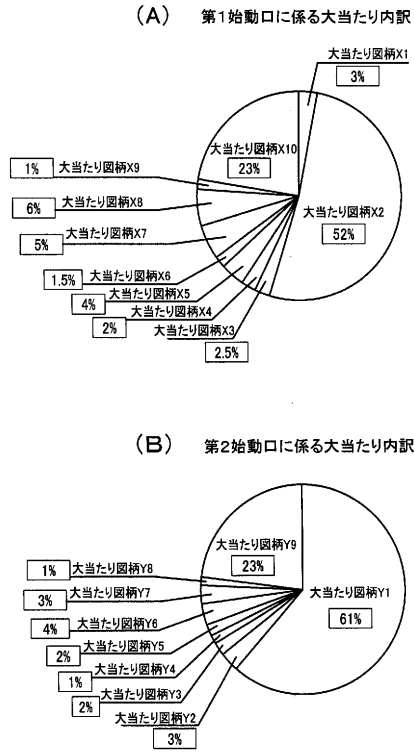 （A） 第1始動口に係る大当たり内訳
大当たり図柄X1
3%
大当たり図柄X10
23%
大当たり図柄X9
1%
大当たり図柄X8
6%
大当たり図柄X2
52%
大当たり図柄X7
5%
大当たり図柄X6
1.5%
大当たり図柄X5
4%
大当たり図柄X4
2%
大当たり図柄X3
2.5%
（B） 第2始動口に係る大当たり内訳
大当たり図柄Y9
23%
大当たり図柄Y8
1%
大当たり図柄Y7
3%
大当たり図柄Y1
61%
大当たり図柄Y6
4%
大当たり図柄Y5
2%
大当たり図柄Y4
1%
大当たり図柄Y3
2%
大当たり図柄Y2
3%